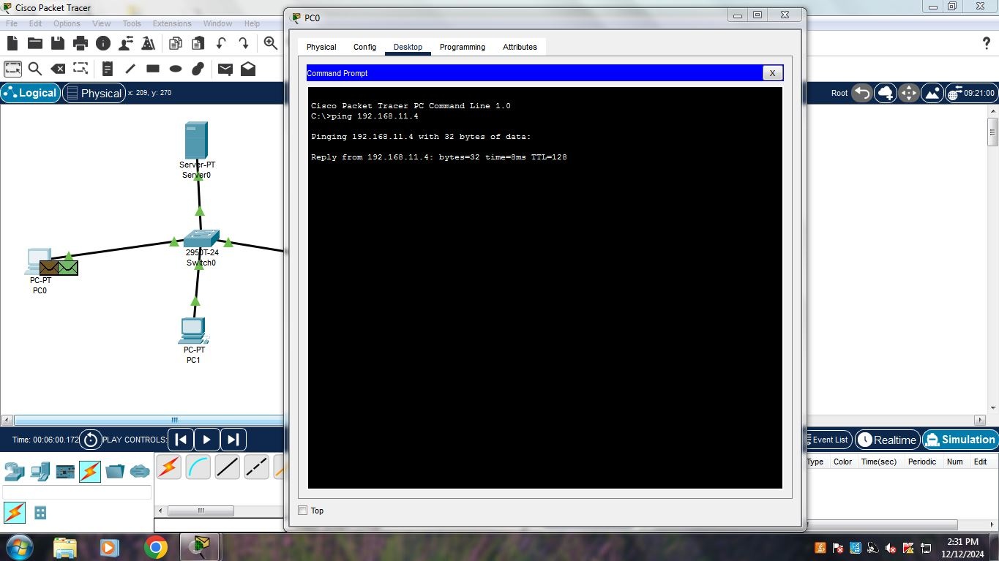 Cisco Packet Tracer
File Edit Options View Tools Extensions Window Help
Logical
Physical
x: 209, y: 270
Root
09:21:00
Server-PT
Server0
2950T-24
Switch0
PC-PT
PC0
PC-PT
PC1
PC0
Physical Config Desktop Programming Attributes
Command Prompt
X
Cisco Packet Tracer PC Command Line 1.0
C:\>ping 192.168.11.4
Pinging 192.168.11.4 with 32 bytes of data:
Reply from 192.168.11.4: bytes=32 time=8ms TTL=128
Top
Time: 00:06:00.172
PLAY CONTROLS:
Event List
Realtime
Simulation
Type Color Time(sec) Periodic Num Edit
2:31 PM
12/12/2024